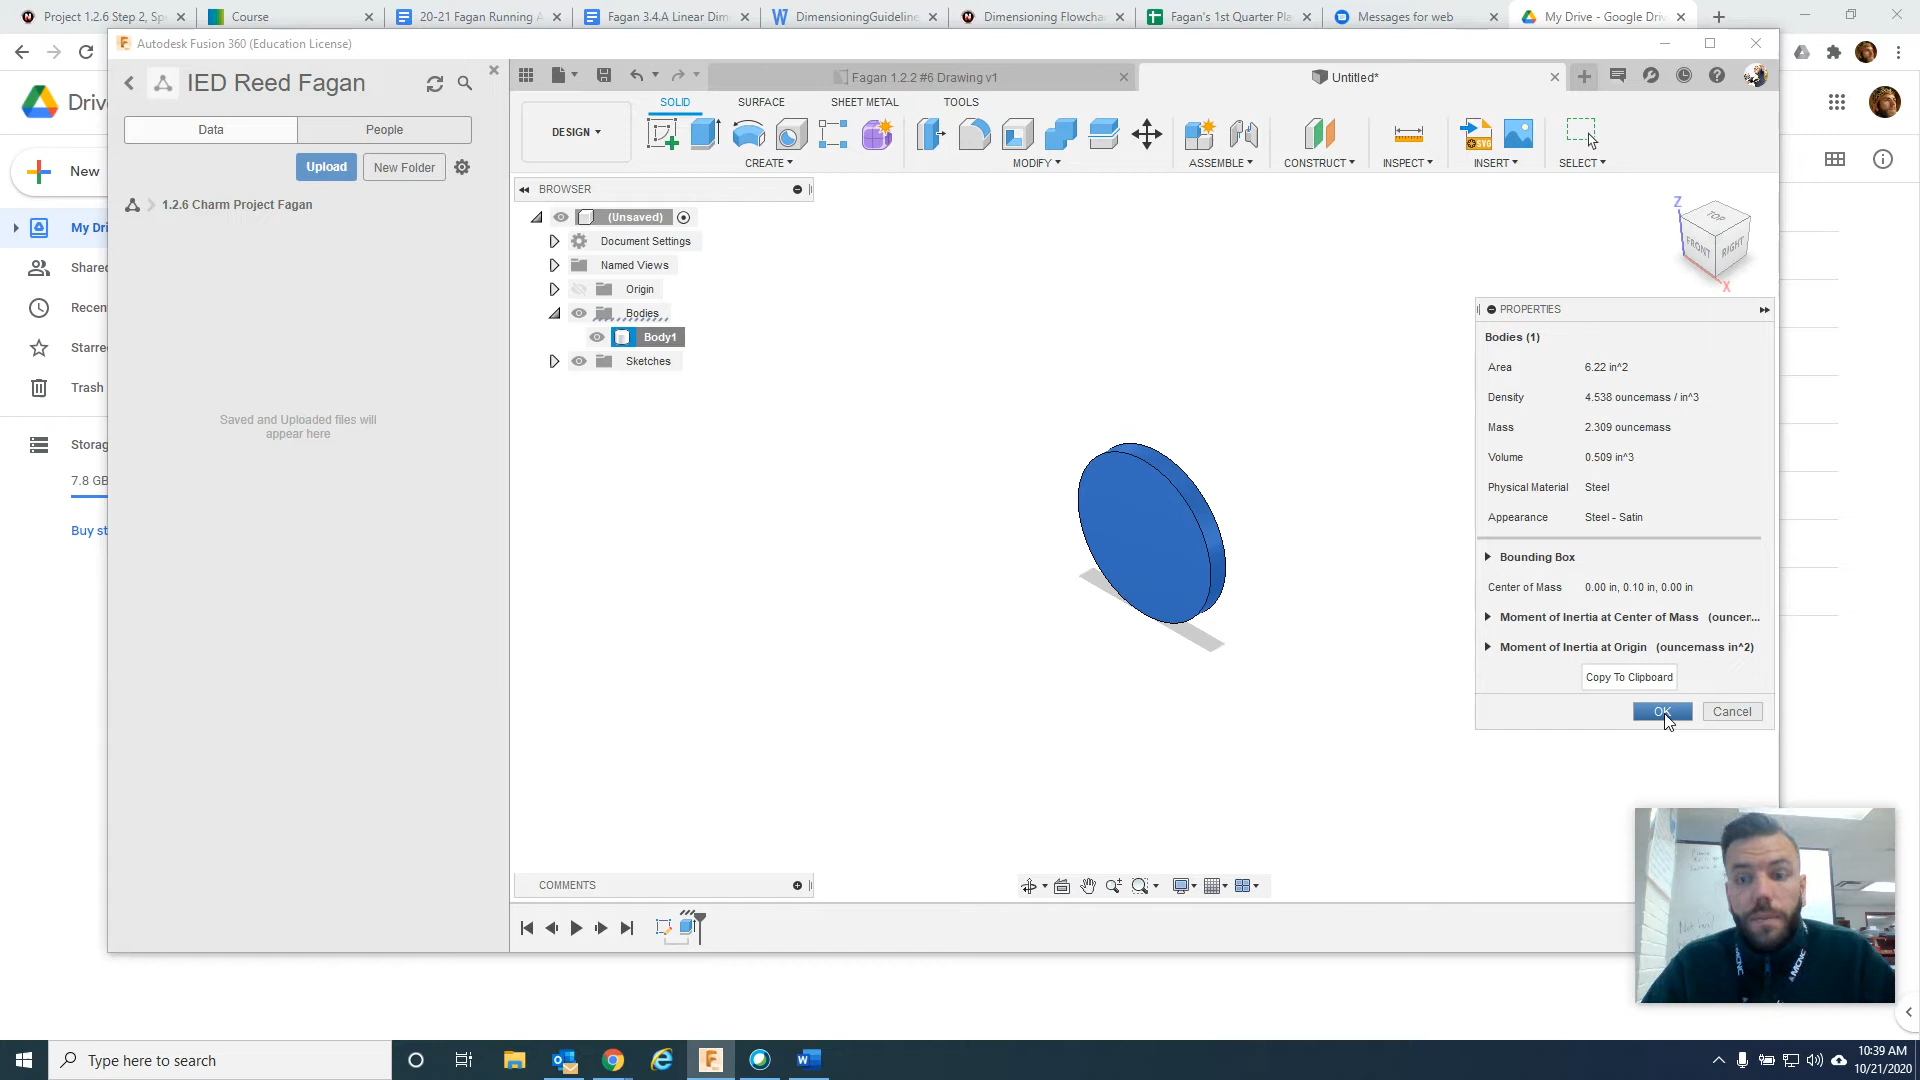 Project 1.2.6 Step 2, Sp
Course
20-21 Fagan Running A
Fagan 3.4.A Linear Dim
DimensioningGuideline
Dimensioning Flowcha
Fagan's 1st Quarter Pla
Messages for web
My Drive - Google Driv
Autodesk Fusion 360 (Education License)
IED Reed Fagan
Fagan 1.2.2 #6 Drawing v1
Untitled*
Drive
SOLID
SURFACE
SHEET METAL
TOOLS
Data
People
DESIGN
CREATE
MODIFY
ASSEMBLE
CONSTRUCT
INSPECT
INSERT
SVG
SELECT
Upload
New Folder
New
BROWSER
1.2.6 Charm Project Fagan
(Unsaved)
Document Settings
Named Views
Origin
Bodies
Body1
Sketches
My Dri
Shared
Recen
Starre
Trash
Storag
7.8 GB
Buy st
Saved and Uploaded files will
appear here
Z
TOP
FRONT
RIGHT
X
PROPERTIES
Bodies (1)
Area 6.22 in^2
Density 4.538 ouncemass / in^3
Mass 2.309 ouncemass
Volume 0.509 in^3
Physical Material Steel
Appearance Steel - Satin
Bounding Box
Center of Mass 0.00 in, 0.10 in, 0.00 in
Moment of Inertia at Center of Mass (ouncer...
Moment of Inertia at Origin (ouncemass in^2)
Copy To Clipboard
OK
Cancel
COMMENTS
MCNC
Type here to search
10:39 AM
10/21/2020